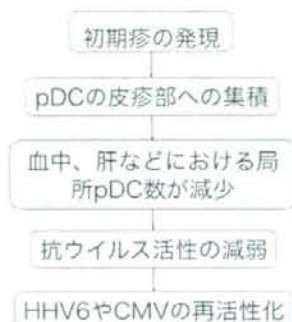 初期疹の発現
pDCの皮疹部への集積
血中、肝などにおける局
所pDC数が減少
抗ウイルス活性の減弱
HHV6やCMVの再活性化